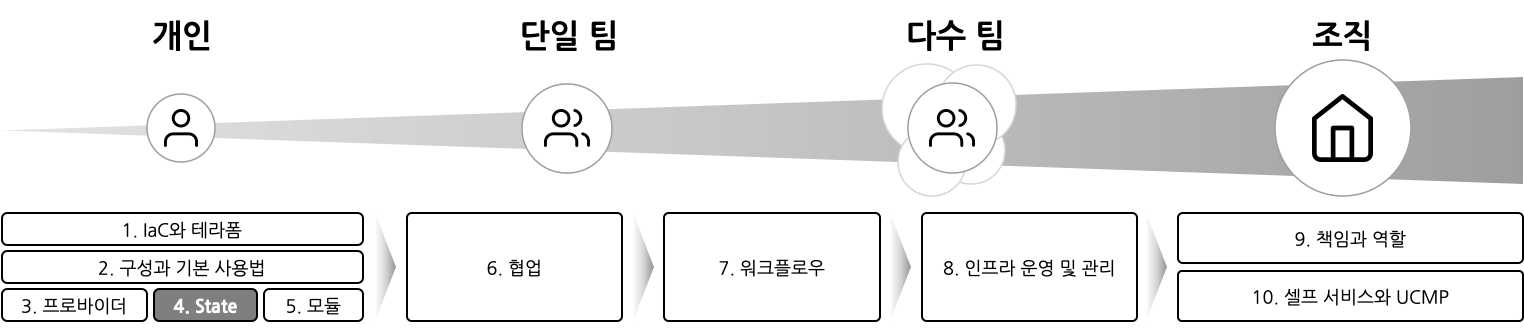 개인
단일 팀
다수 팀
조직
1. IaC와 테라폼
2. 구성과 기본 사용법
3. 프로바이더
4. State
5. 모듈
6. 협업
7. 워크플로우
8. 인프라 운영 및 관리
9. 책임과 역할
10. 셀프 서비스와 UCMP